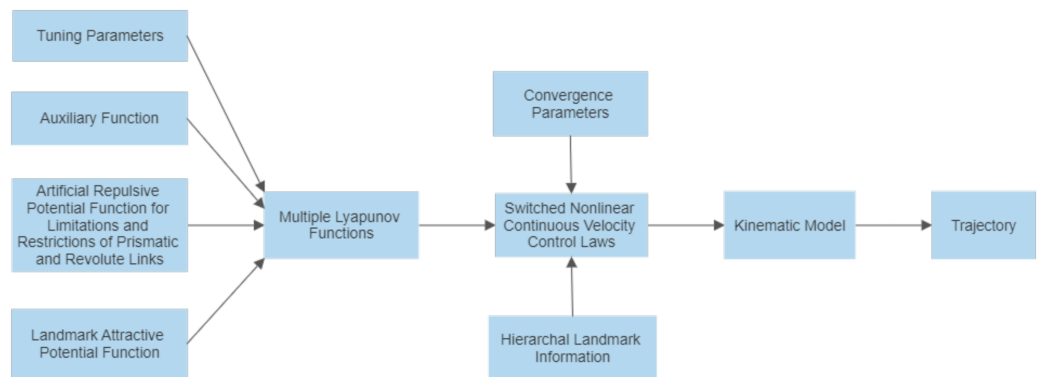 Tuning Parameters
Auxiliary Function
Artificial Repulsive
Potential Function for
Limitations and
Restrictions of Prismatic
and Revolute Links
Landmark Attractive
Potential Function
Multiple Lyapunov
Functions
Convergence
Parameters
Switched Nonlinear
Continuous Velocity
Control Laws
Hierarchal Landmark
Information
Kinematic Model
Trajectory